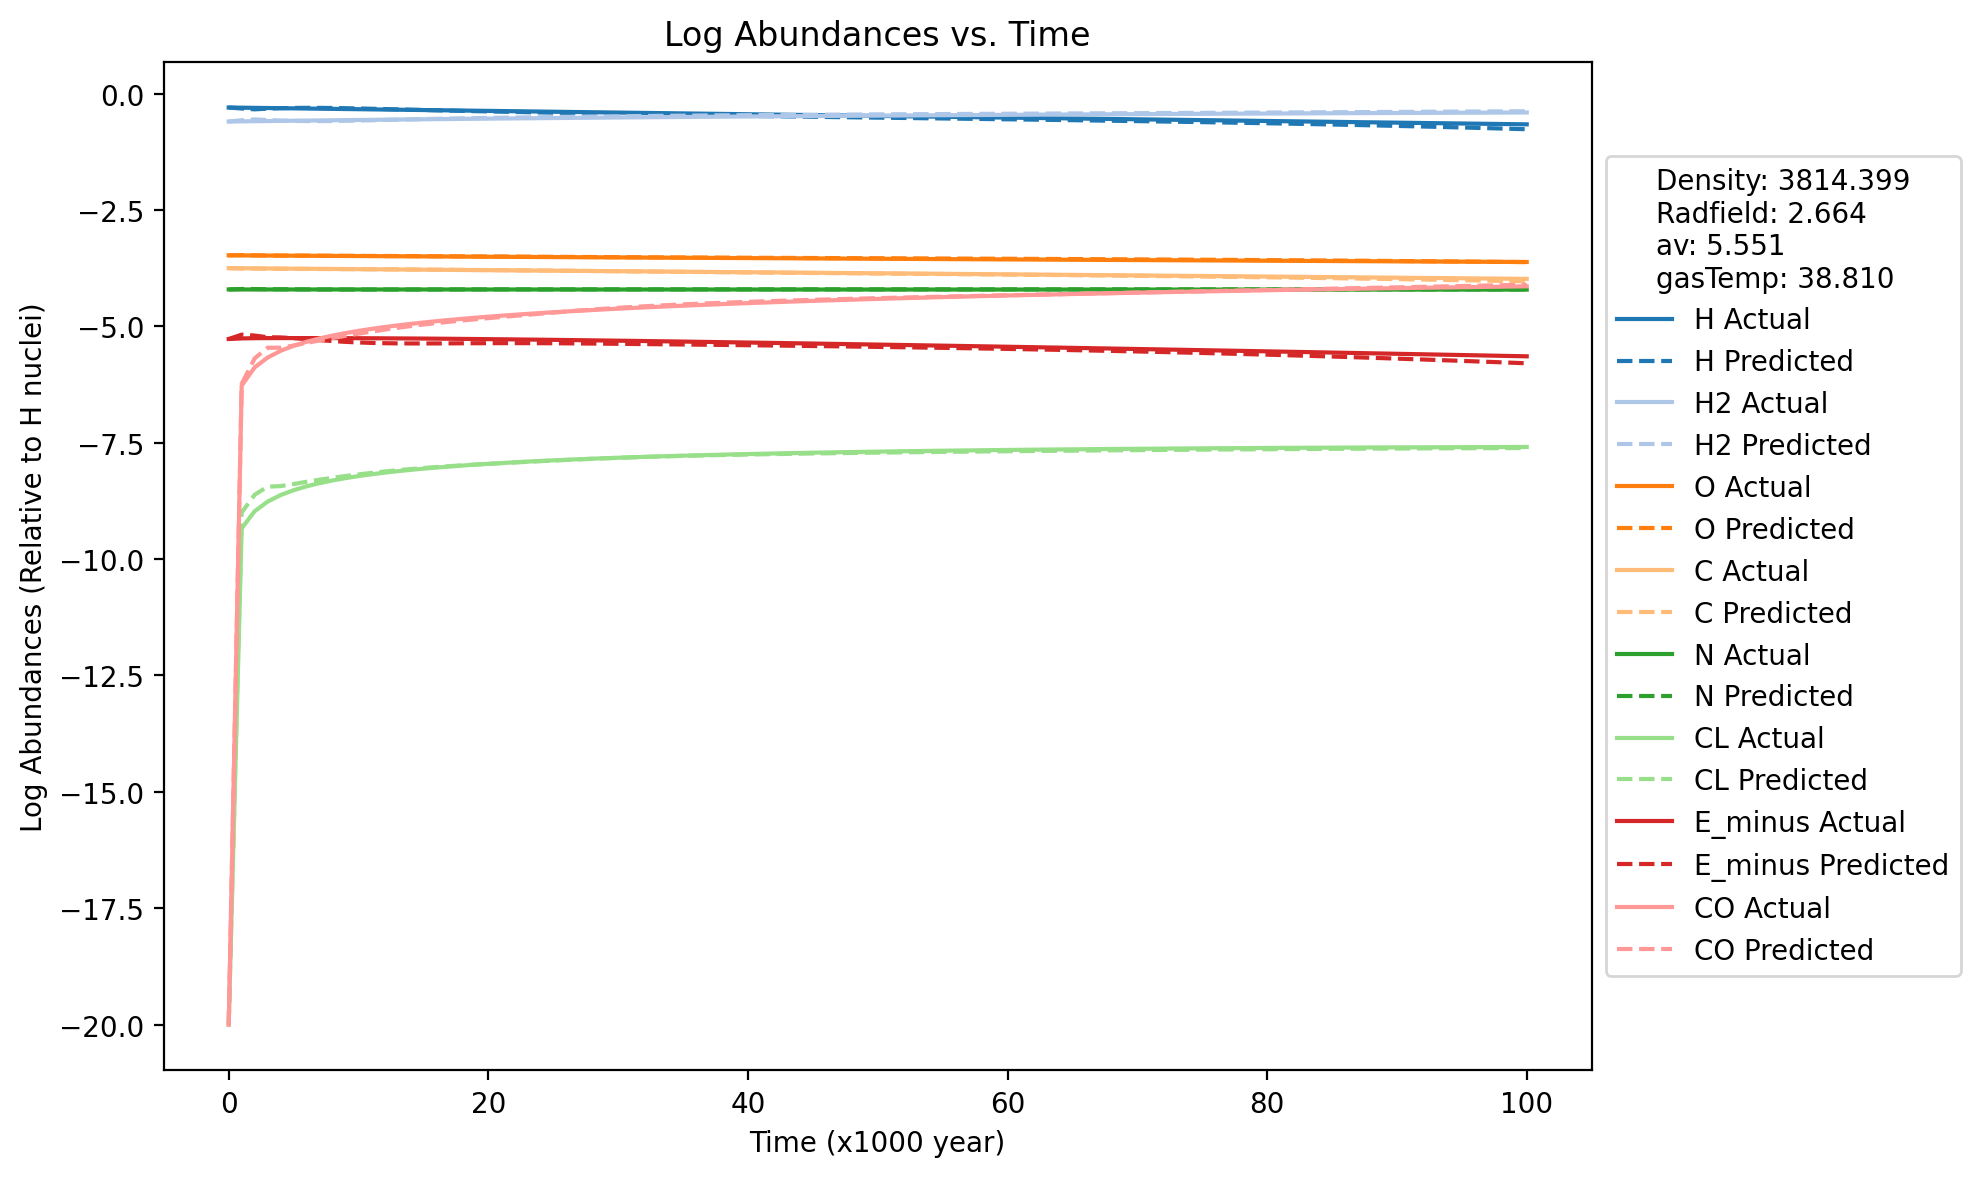 Log Abundances vs. Time
Log Abundances (Relative to H nuclei)
0.0
−2.5
−5.0
−7.5
−10.0
−12.5
−15.0
−17.5
−20.0
0
20
40
60
80
100
Time (x1000 year)
Density: 3814.399
Radfield: 2.664
av: 5.551
gasTemp: 38.810
H Actual
H Predicted
H2 Actual
H2 Predicted
O Actual
O Predicted
C Actual
C Predicted
N Actual
N Predicted
CL Actual
CL Predicted
E_minus Actual
E_minus Predicted
CO Actual
CO Predicted